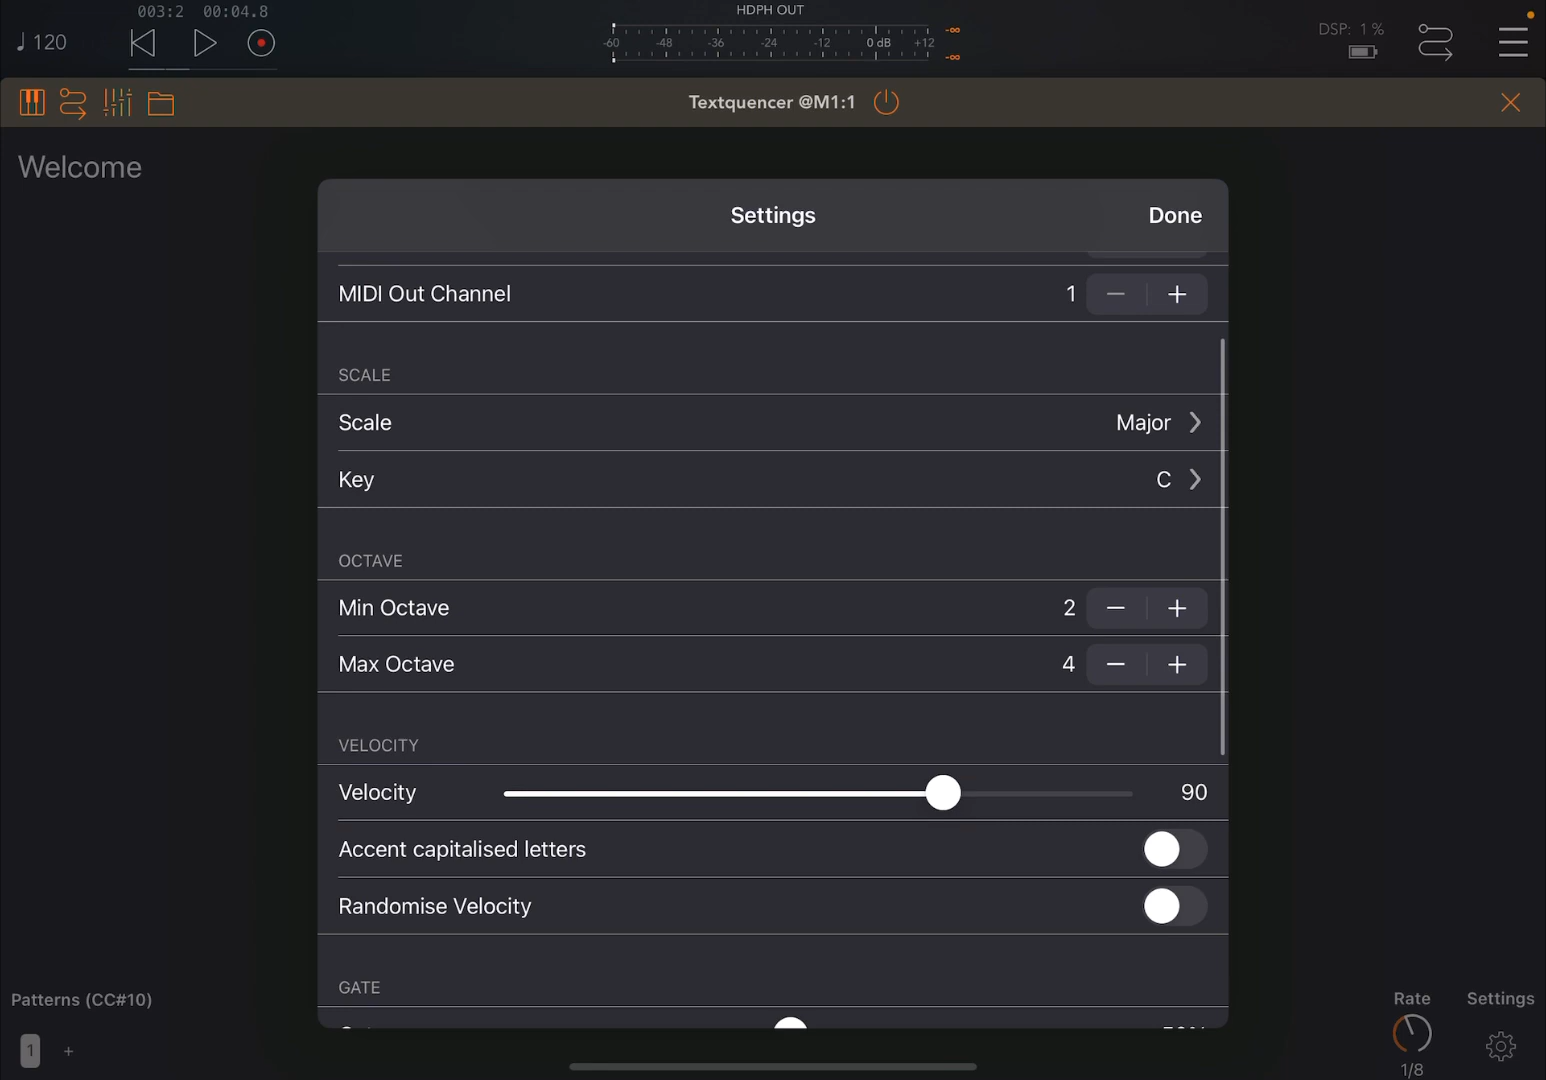 003:2 00:04.8
HDPH OUT
120
-60 -48 -36 -24 -12 0 dB +12
-∞
-∞
DSP: 1 %
Textquencer @M1:1
Welcome
Settings
Done
MIDI Out Channel 1 − +
SCALE
Scale Major
Key C
OCTAVE
Min Octave 2 − +
Max Octave 4 − +
VELOCITY
Velocity 90
Accent capitalised letters
Randomise Velocity
GATE
Patterns (CC#10)
1 +
Rate
1/8
Settings